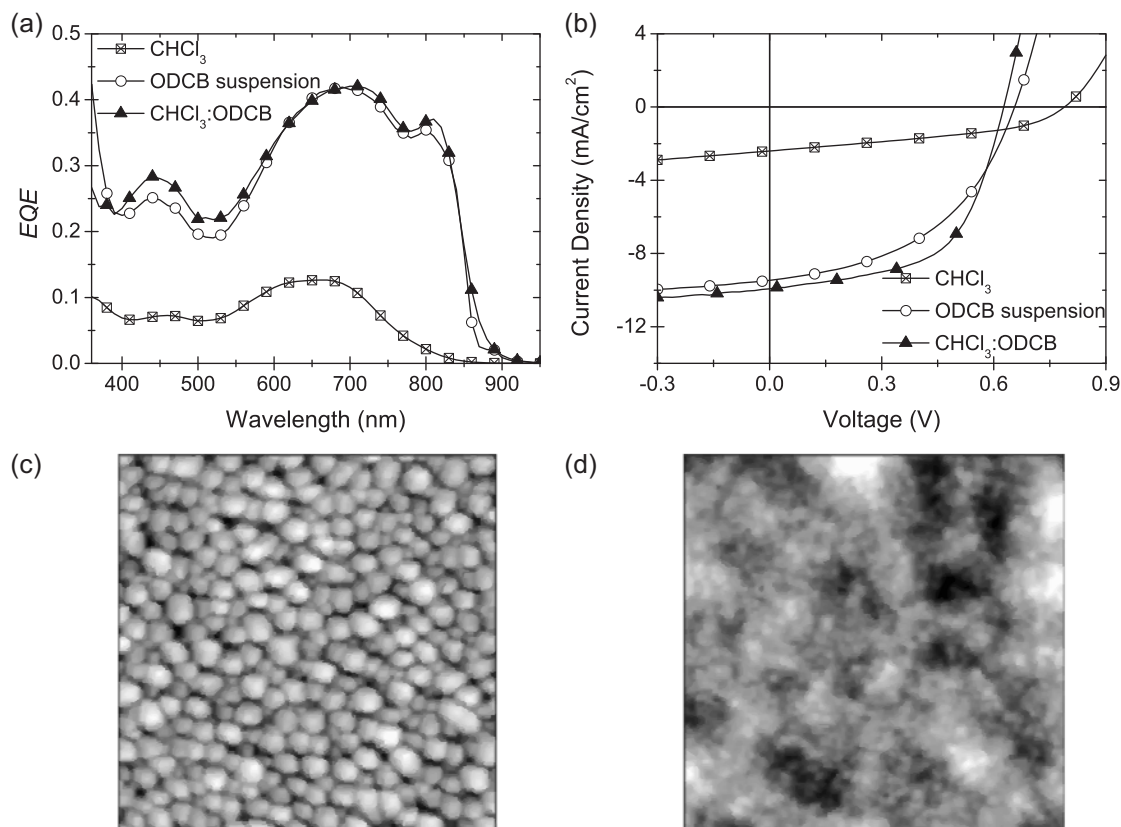 (a)
0.5
0.4
0.3
0.2
0.1
0.0
EQE
CHCl₃
ODCB suspension
CHCl₃:ODCB
400 500 600 700 800 900
Wavelength (nm)
(b)
4
0
-4
-8
-12
Current Density (mA/cm²)
CHCl₃
ODCB suspension
CHCl₃:ODCB
-0.3 0.0 0.3 0.6 0.9
Voltage (V)
(c)
(d)